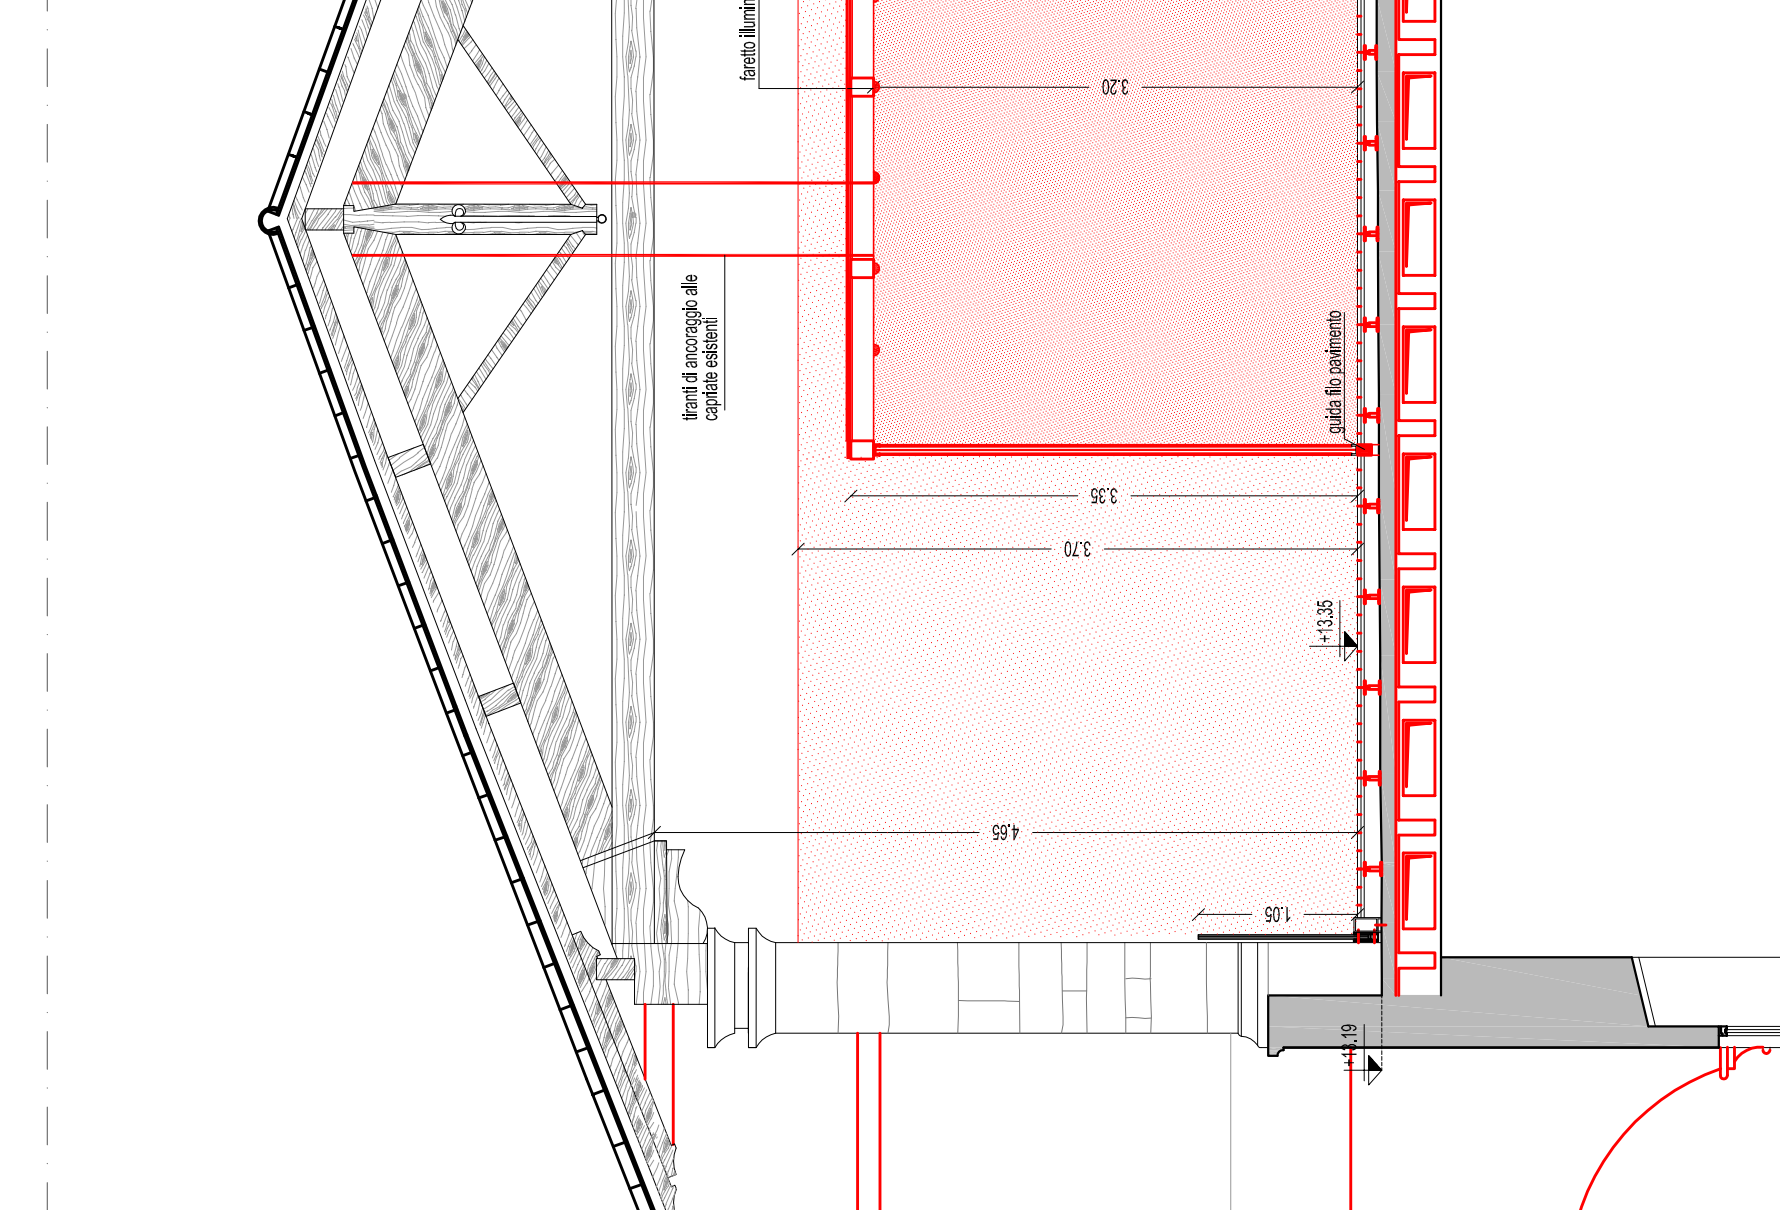 faretto illumin
3.20
tiranti di ancoraggio alle
capriate esistenti
guida filo pavimento
3.35
3.70
+13.35
4.65
1.05
+13.19